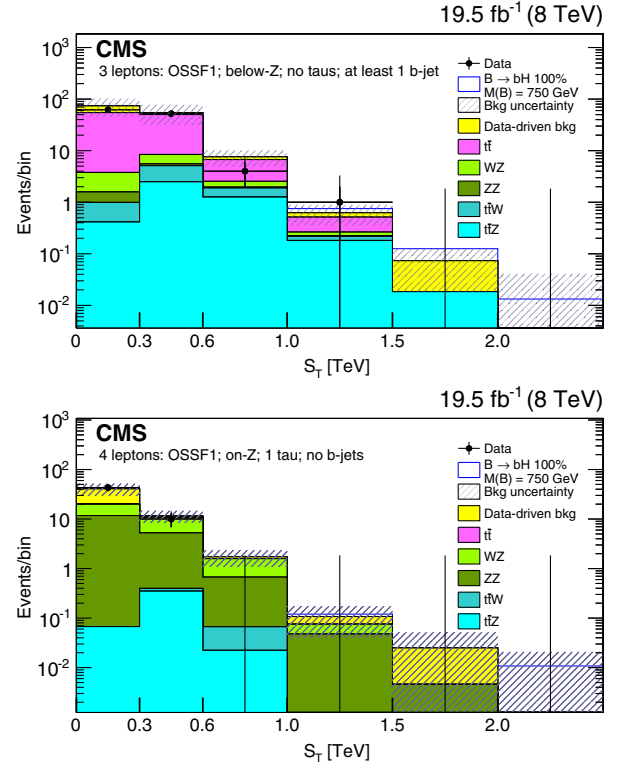 19.5 fb⁻¹ (8 TeV)
CMS
3 leptons: OSSF1; below-Z; no taus; at least 1 b-jet
Data
B → bH 100%
M(B) = 750 GeV
Bkg uncertainty
Data-driven bkg
tt̄
WZ
ZZ
tt̄W
tt̄Z
Events/bin
10³
10²
10
1
10⁻¹
10⁻²
0 0.3 0.6 1.0 1.5 2.0
S_T [TeV]
19.5 fb⁻¹ (8 TeV)
CMS
4 leptons: OSSF1; on-Z; 1 tau; no b-jets
Data
B → bH 100%
M(B) = 750 GeV
Bkg uncertainty
Data-driven bkg
tt̄
WZ
ZZ
tt̄W
tt̄Z
Events/bin
10³
10²
10
1
10⁻¹
10⁻²
0 0.3 0.6 1.0 1.5 2.0
S_T [TeV]